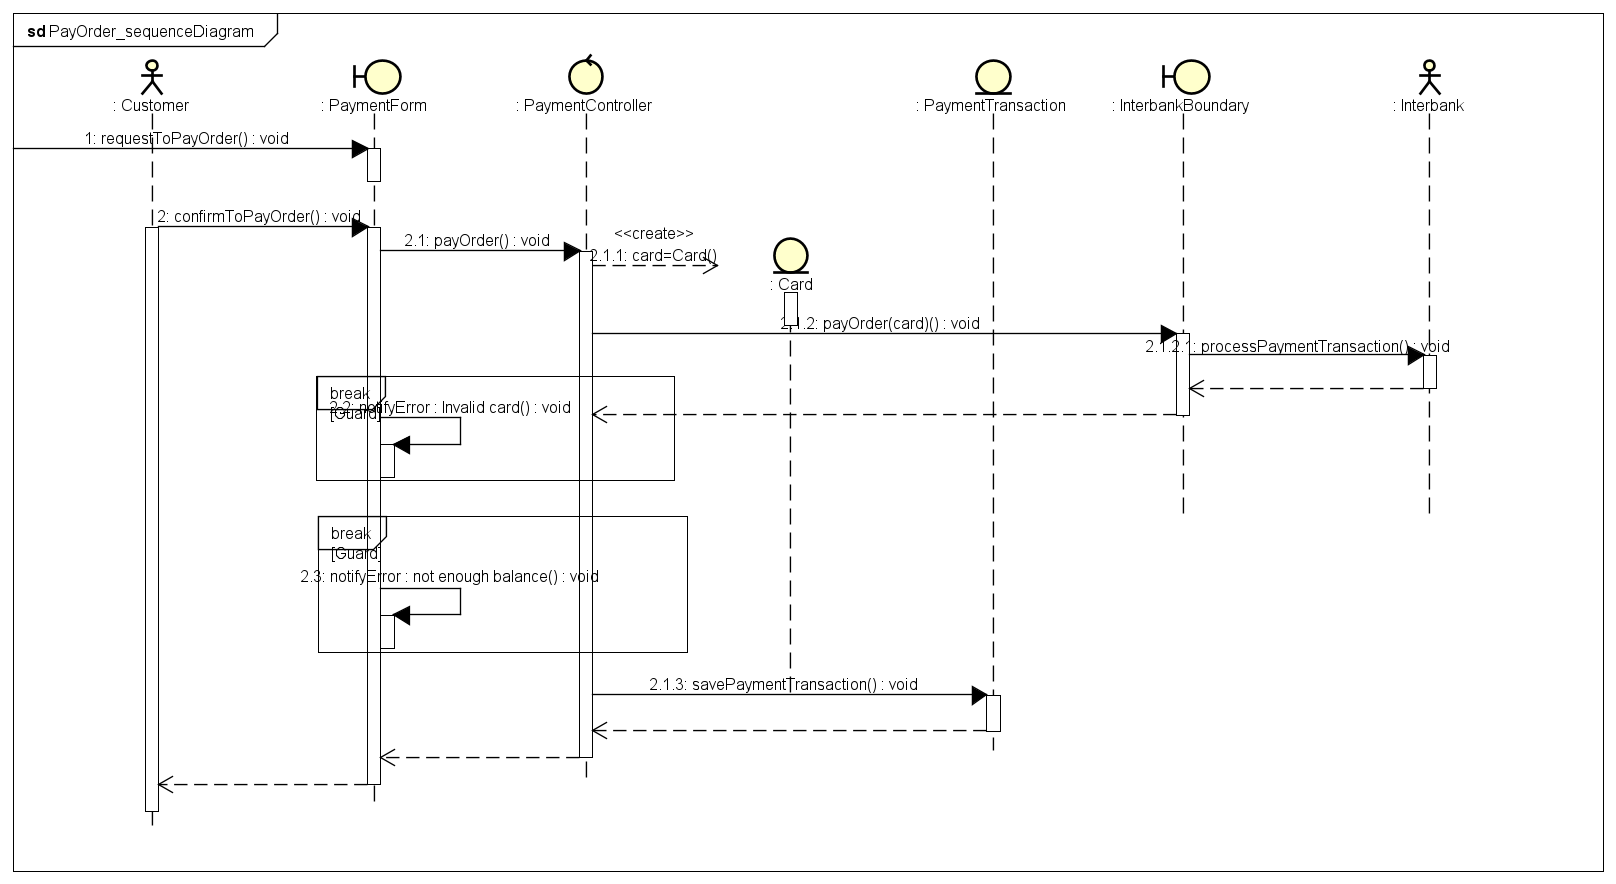 sd PayOrder_sequenceDiagram
: Customer
: PaymentForm
: PaymentController
: PaymentTransaction
: InterbankBoundary
: Interbank
1: requestToPayOrder() : void
2: confirmToPayOrder() : void
2.1: payOrder() : void
<<create>>
2.1.1: card=Card()
: Card
2.1.2: payOrder(card)() : void
2.1.2.1: processPaymentTransaction() : void
break
2.2: notifyError : Invalid card() : void
[Guard]
break
[Guard]
2.3: notifyError : not enough balance() : void
2.1.3: savePaymentTransaction() : void